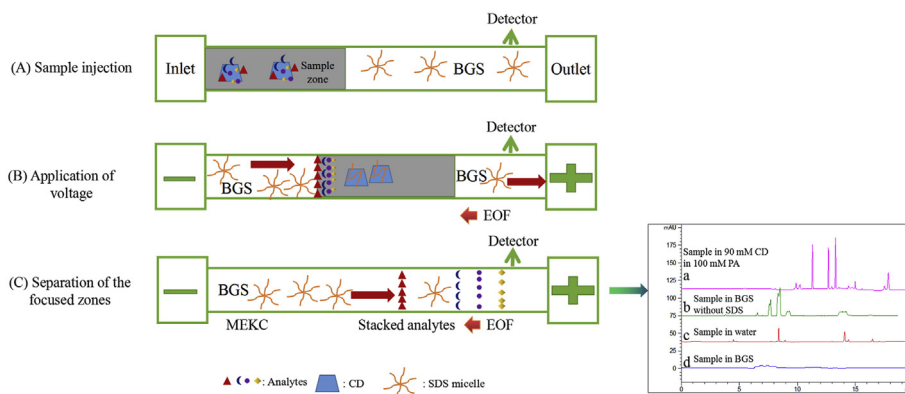 Detector
(A) Sample injection
Inlet
Sample
zone
BGS
Outlet
Detector
(B) Application of
voltage
BGS
BGS
EOF
Detector
(C) Separation of the
focused zones
BGS
MEKC
Stacked analytes
EOF
: Analytes
: CD
: SDS micelle
mAU
175
150
125
100
75
50
25
0
Sample in 90 mM CD
in 100 mM PA
a
b
Sample in BGS
without SDS
c
Sample in water
d
Sample in BGS
0
5
10
15